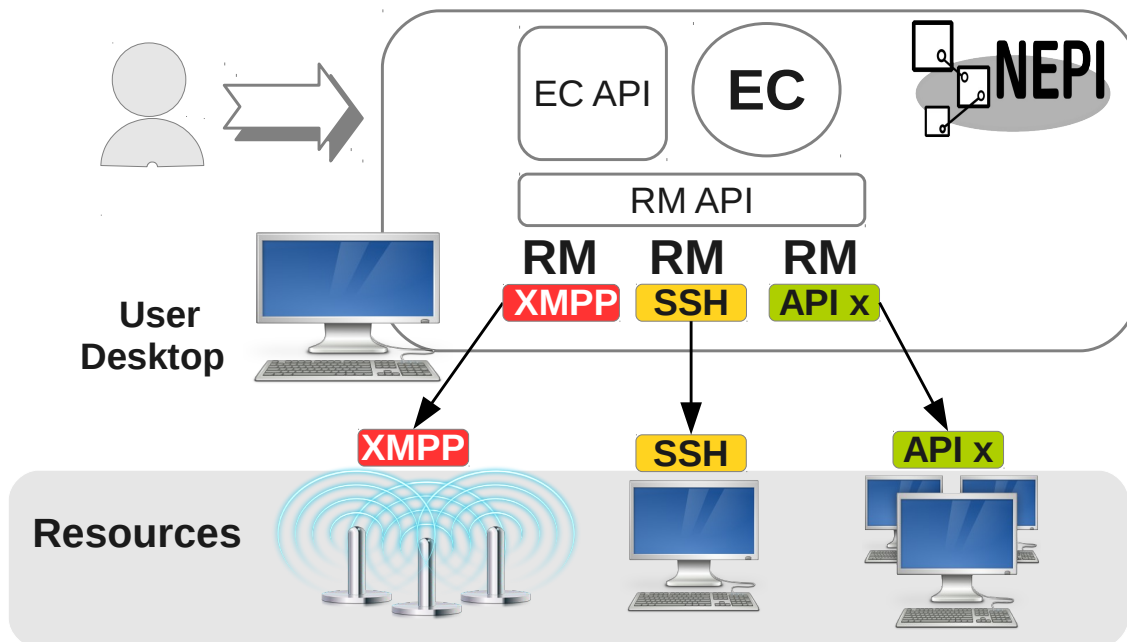 EC API
EC
NEPI
RM API
RM
RM
RM
XMPP
SSH
API x
User
Desktop
XMPP
SSH
API x
Resources